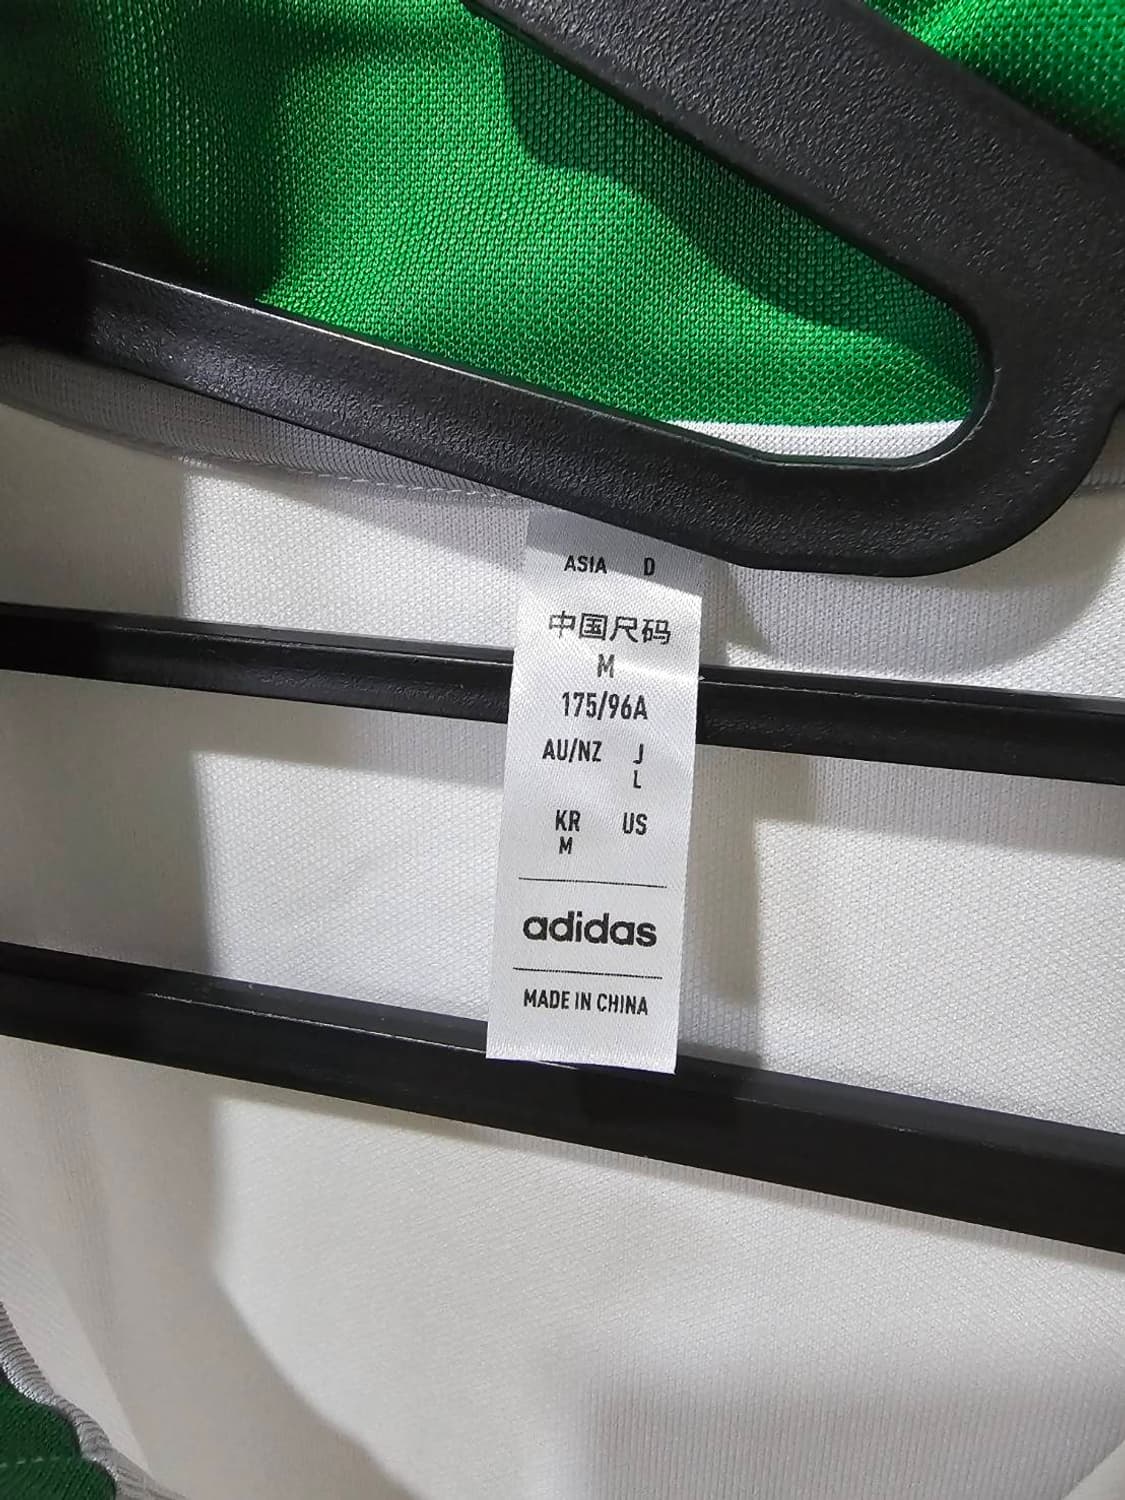 ASIA D
中国尺码
M
175/96A
AU/NZ J
L
KR US
M
adidas
MADE IN CHINA